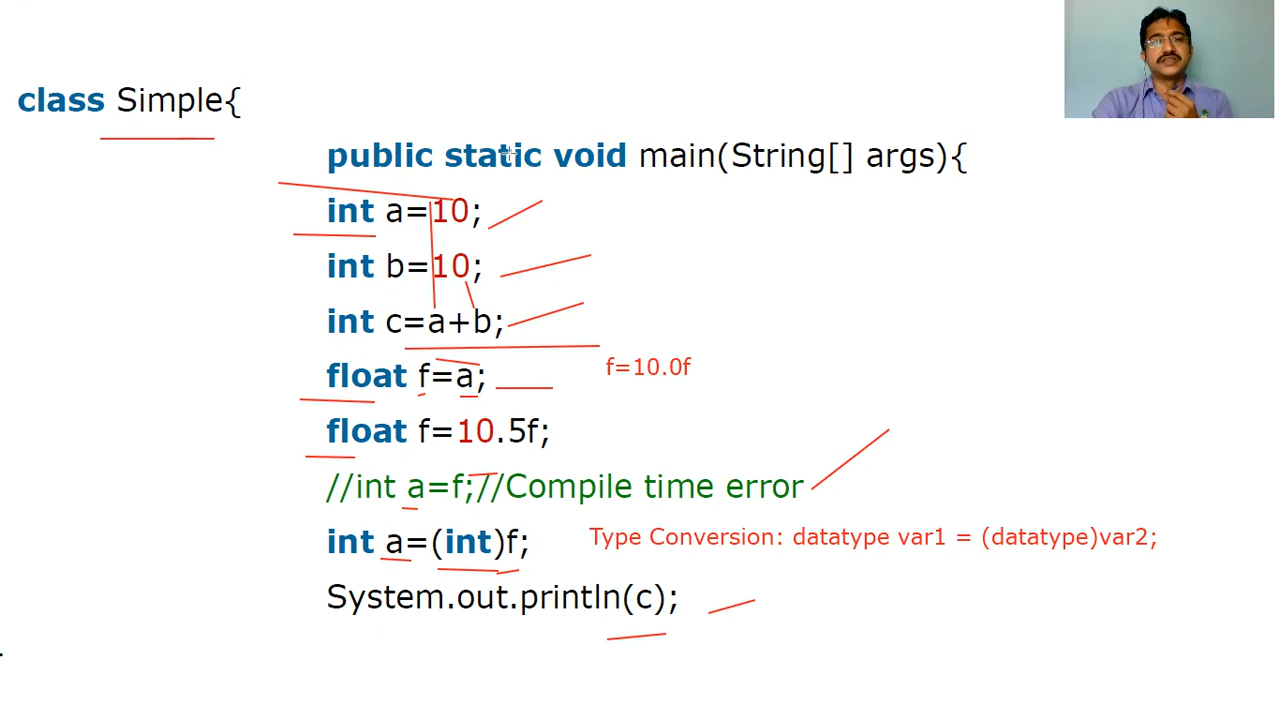 class Simple{
public static void main(String[] args){
int a=10;
int b=10;
int c=a+b;
float f=a;
f=10.0f
float f=10.5f;
//int a=f;//Compile time error
int a=(int)f;
Type Conversion: datatype var1 = (datatype)var2;
System.out.println(c);